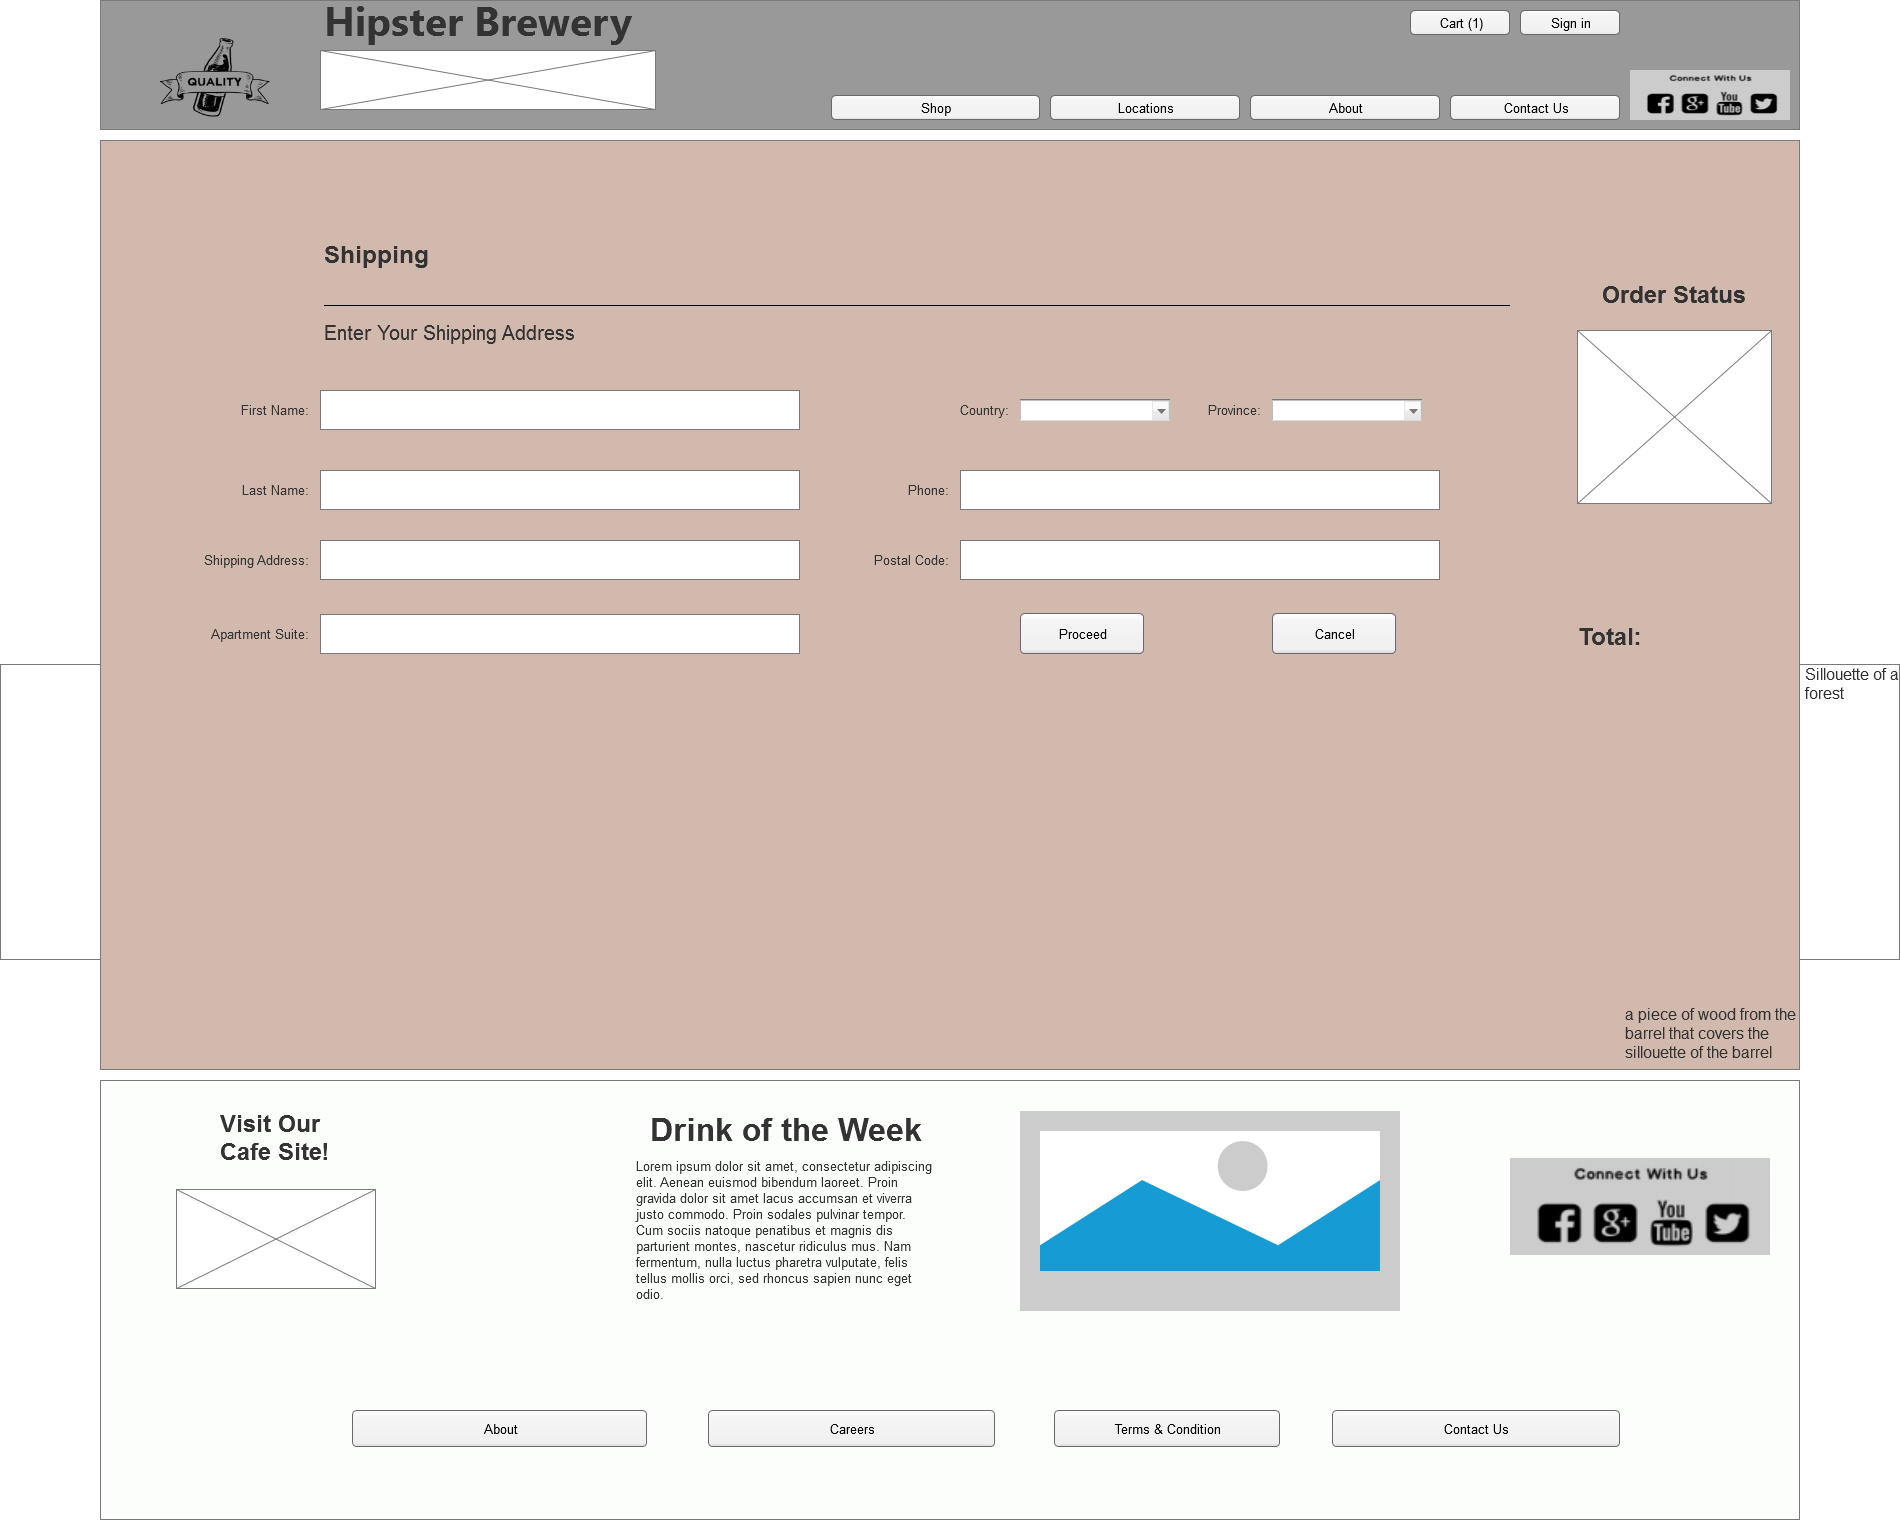 Hipster Brewery
Cart (1)
Sign in
QUALITY
Connect With Us
You
Tube
g+
Shop
Locations
About
Contact Us
Shipping
Order Status
Enter Your Shipping Address
First Name:
Country:
Province:
Last Name:
Phone:
Shipping Address:
Postal Code:
Apartment Suite:
Proceed
Cancel
Total:
Sillouette of a
forest
a piece of wood from the
barrel that covers the
sillouette of the barrel
Visit Our
Cafe Site!
Drink of the Week
Lorem ipsum dolor sit amet, consectetur adipiscing
elit. Aenean euismod bibendum laoreet. Proin
gravida dolor sit amet lacus accumsan et viverra
justo commodo. Proin sodales pulvinar tempor.
Cum sociis natoque penatibus et magnis dis
parturient montes, nascetur ridiculus mus. Nam
fermentum, nulla luctus pharetra vulputate, felis
tellus mollis orci, sed rhoncus sapien nunc eget
odio.
Connect With Us
You
Tube
g+
About
Careers
Terms & Condition
Contact Us